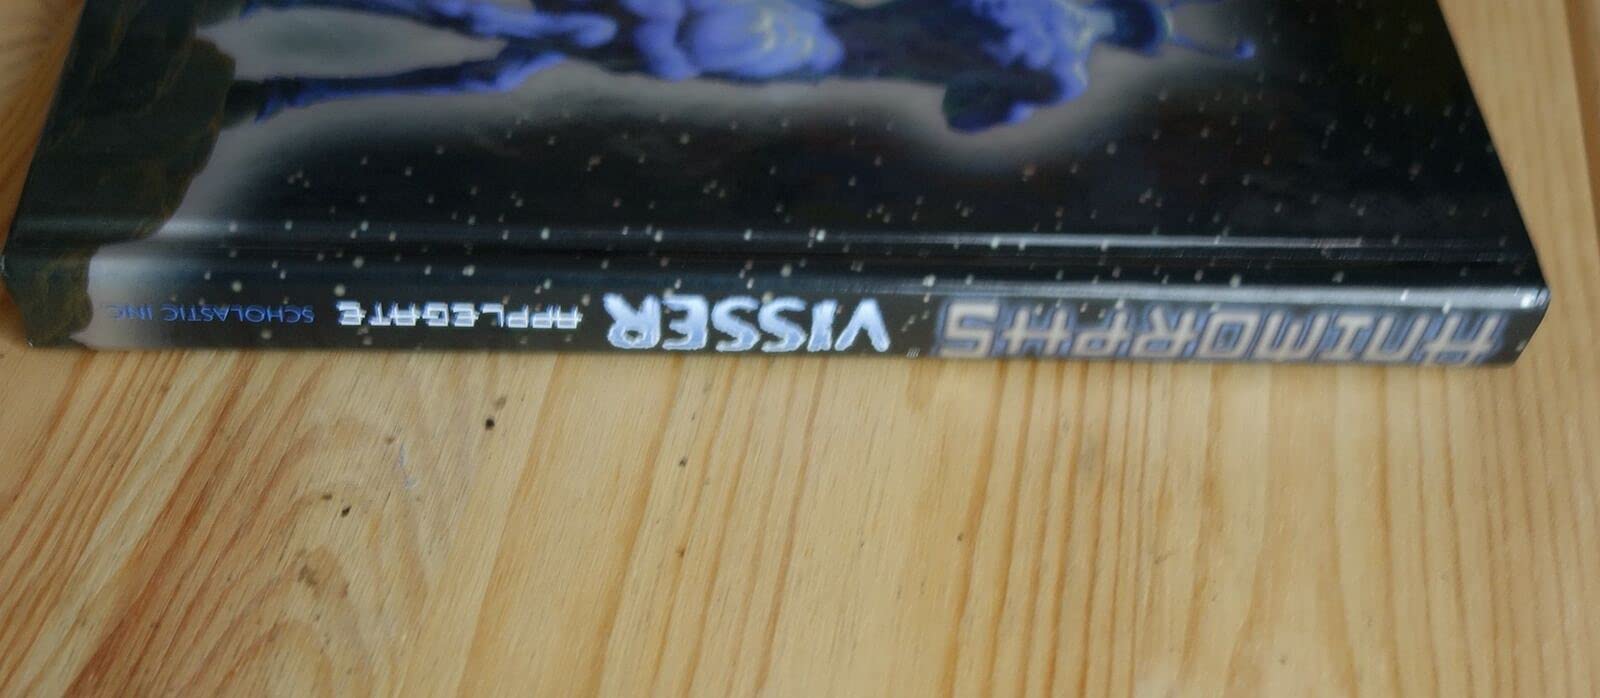 ANIMORPHS VISSER APPLEGATE SCHOLASTIC INC.